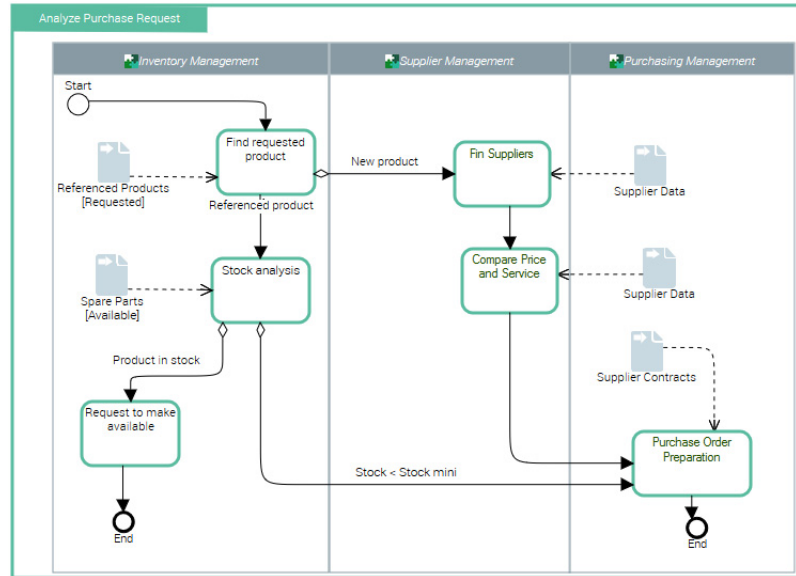 Analyze Purchase Request
Inventory Management
Supplier Management
Purchasing Management
Start
Find requested
product
New product
Fin Suppliers
Referenced Products
[Requested]
Supplier Data
Referenced product
Stock analysis
Compare Price
and Service
Spare Parts
[Available]
Supplier Data
Product in stock
Supplier Contracts
Request to make
available
Purchase Order
Preparation
Stock < Stock mini
End
End